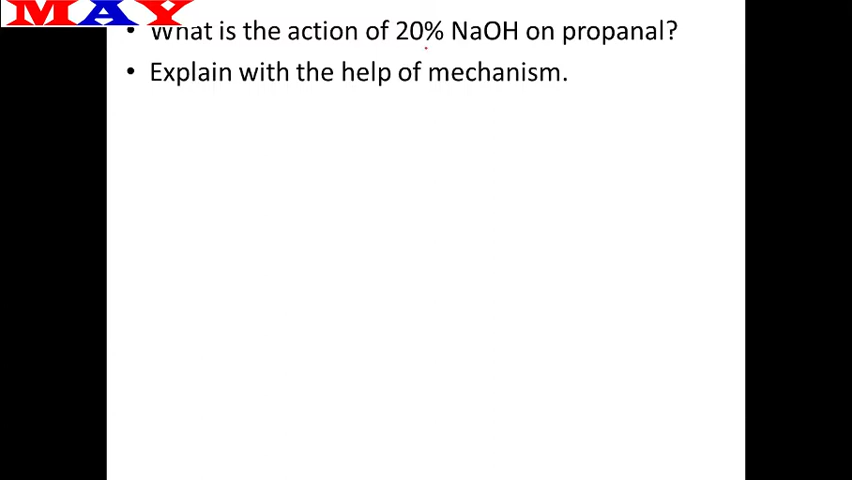 MAY
• What is the action of 20% NaOH on propanal?
• Explain with the help of mechanism.